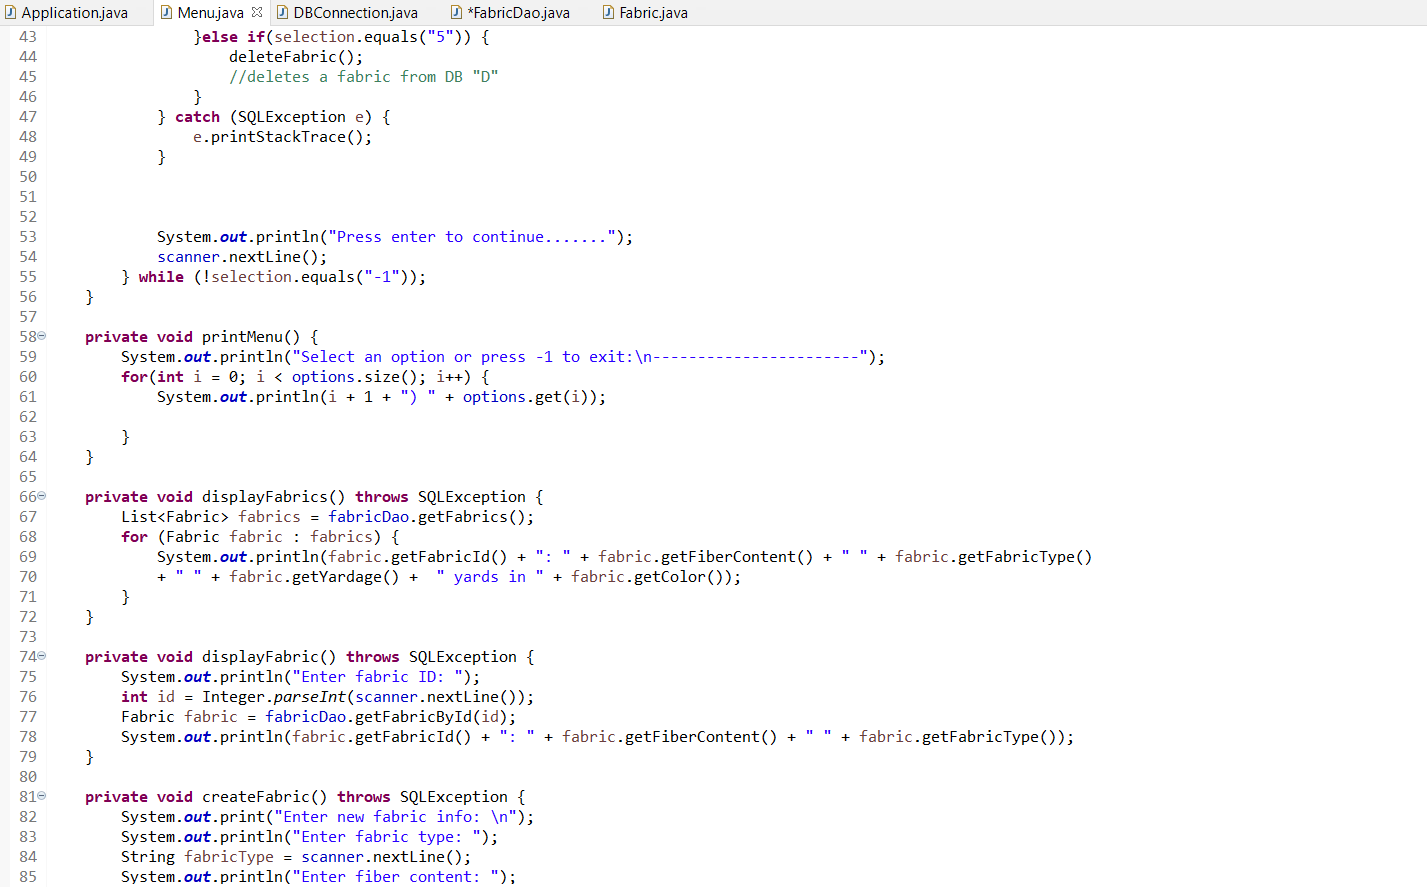 Application.java Menu.java DBConnection.java *FabricDao.java Fabric.java
43 }else if(selection.equals("5")) {
44 deleteFabric();
45 //deletes a fabric from DB "D"
46 }
47 } catch (SQLException e) {
48 e.printStackTrace();
49 }
50
51
52
53 System.out.println("Press enter to continue.......");
54 scanner.nextLine();
55 } while (!selection.equals("-1"));
56 }
57
58 private void printMenu() {
59 System.out.println("Select an option or press -1 to exit:\n-----------------------");
60 for(int i = 0; i < options.size(); i++) {
61 System.out.println(i + 1 + ") " + options.get(i));
62
63 }
64 }
65
66 private void displayFabrics() throws SQLException {
67 List<Fabric> fabrics = fabricDao.getFabrics();
68 for (Fabric fabric : fabrics) {
69 System.out.println(fabric.getFabricId() + ": " + fabric.getFiberContent() + " " + fabric.getFabricType()
70 + " " + fabric.getYardage() +  " yards in " + fabric.getColor());
71 }
72 }
73
74 private void displayFabric() throws SQLException {
75 System.out.println("Enter fabric ID: ");
76 int id = Integer.parseInt(scanner.nextLine());
77 Fabric fabric = fabricDao.getFabricById(id);
78 System.out.println(fabric.getFabricId() + ": " + fabric.getFiberContent() + " " + fabric.getFabricType());
79 }
80
81 private void createFabric() throws SQLException {
82 System.out.print("Enter new fabric info: \n");
83 System.out.println("Enter fabric type: ");
84 String fabricType = scanner.nextLine();
85 System.out.println("Enter fiber content: ");